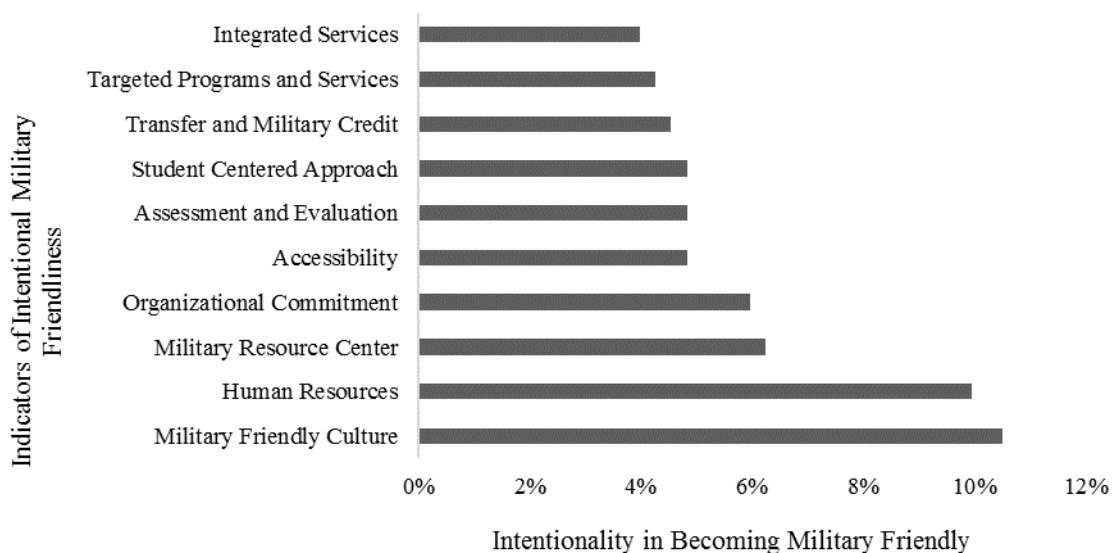 Integrated Services
Targeted Programs and Services
Transfer and Military Credit
Student Centered Approach
Assessment and Evaluation
Accessibility
Organizational Commitment
Military Resource Center
Human Resources
Military Friendly Culture
Indicators of Intentional Military
Friendliness
0% 2% 4% 6% 8% 10% 12%
Intentionality in Becoming Military Friendly